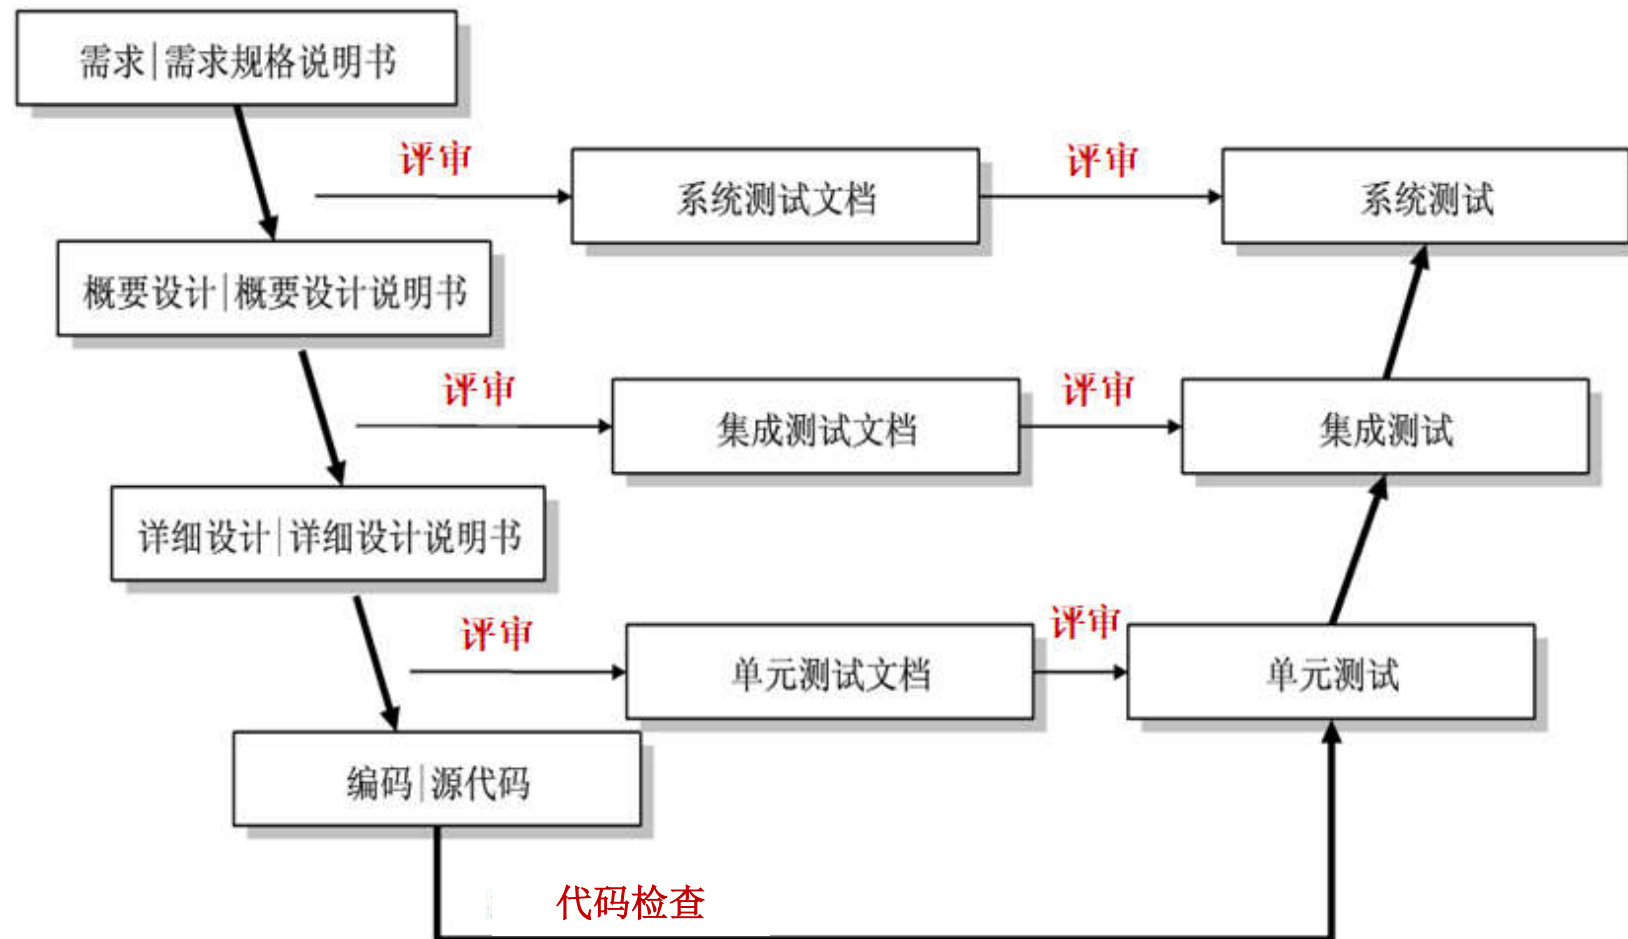 需求|需求规格说明书
评审
评审
系统测试文档
系统测试
概要设计|概要设计说明书
评审
评审
集成测试文档
集成测试
详细设计|详细设计说明书
评审
评审
单元测试文档
单元测试
编码|源代码
代码检查